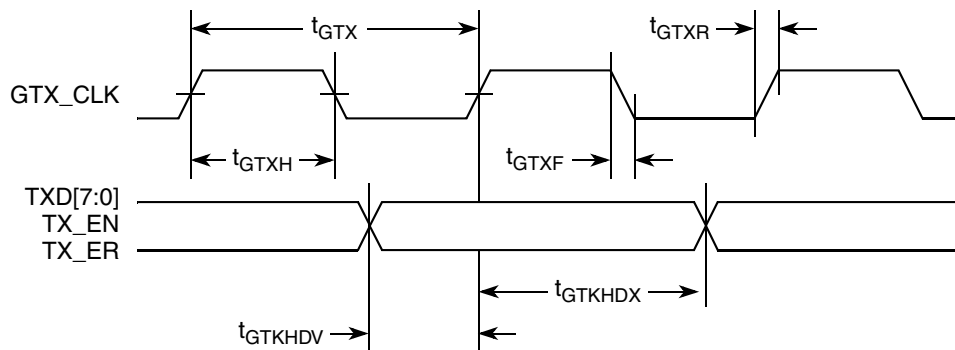 tGTX
tGTXR
GTX_CLK
tGTXH
tGTXF
TXD[7:0]
TX_EN
TX_ER
tGTKHDX
tGTKHDV